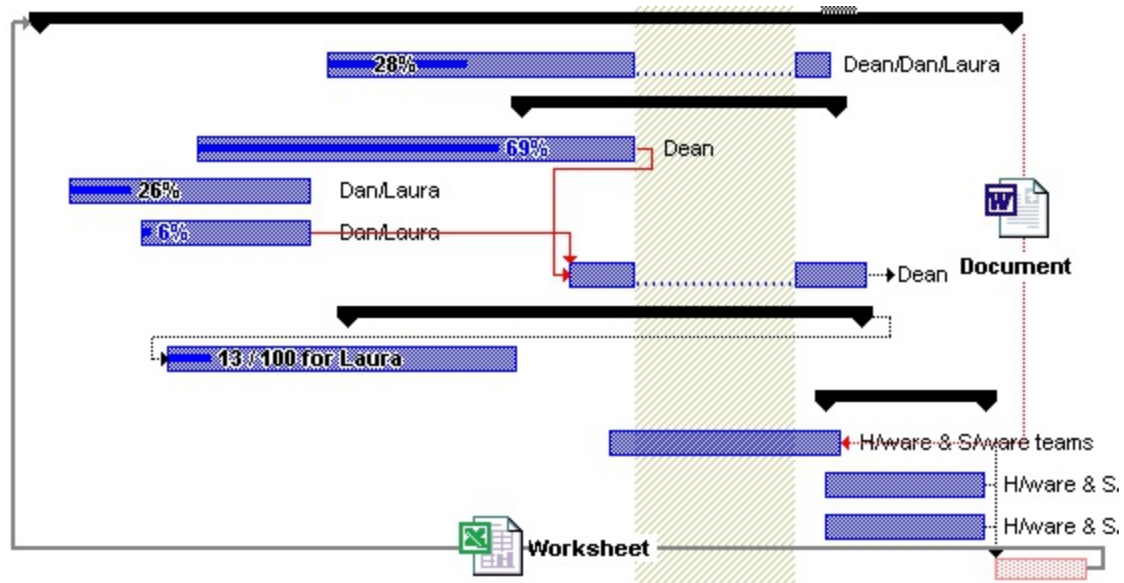 28%
Dean/Dan/Laura
69%
Dean
26%
Dan/Laura
6%
Dan/Laura
Dean
Document
13 / 100 for Laura
H/ware & S/ware teams
H/ware & S.
H/ware & S.
Worksheet